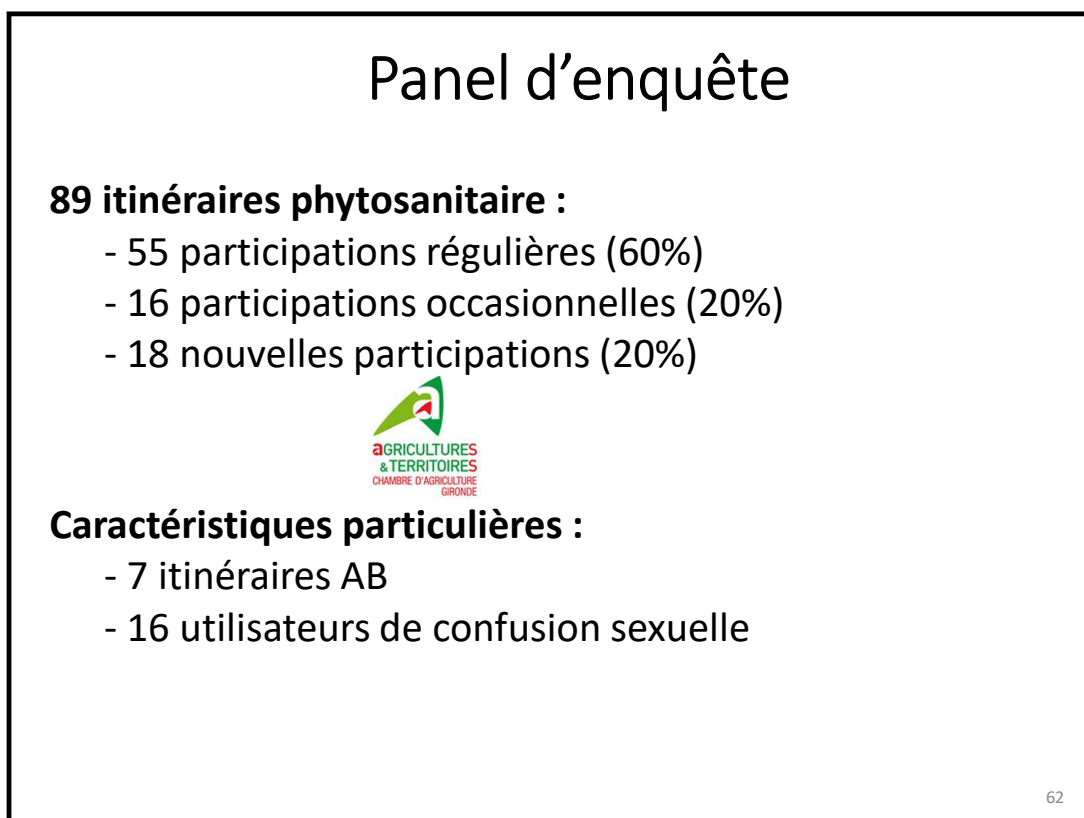 Panel d’enquête
89 itinéraires phytosanitaire :
- 55 participations régulières (60%)
- 16 participations occasionnelles (20%)
- 18 nouvelles participations (20%)
a
aGRICULTURES
& TERRITOIRES
CHAMBRE D'AGRICULTURE
GIRONDE
Caractéristiques particulières :
- 7 itinéraires AB
- 16 utilisateurs de confusion sexuelle
62